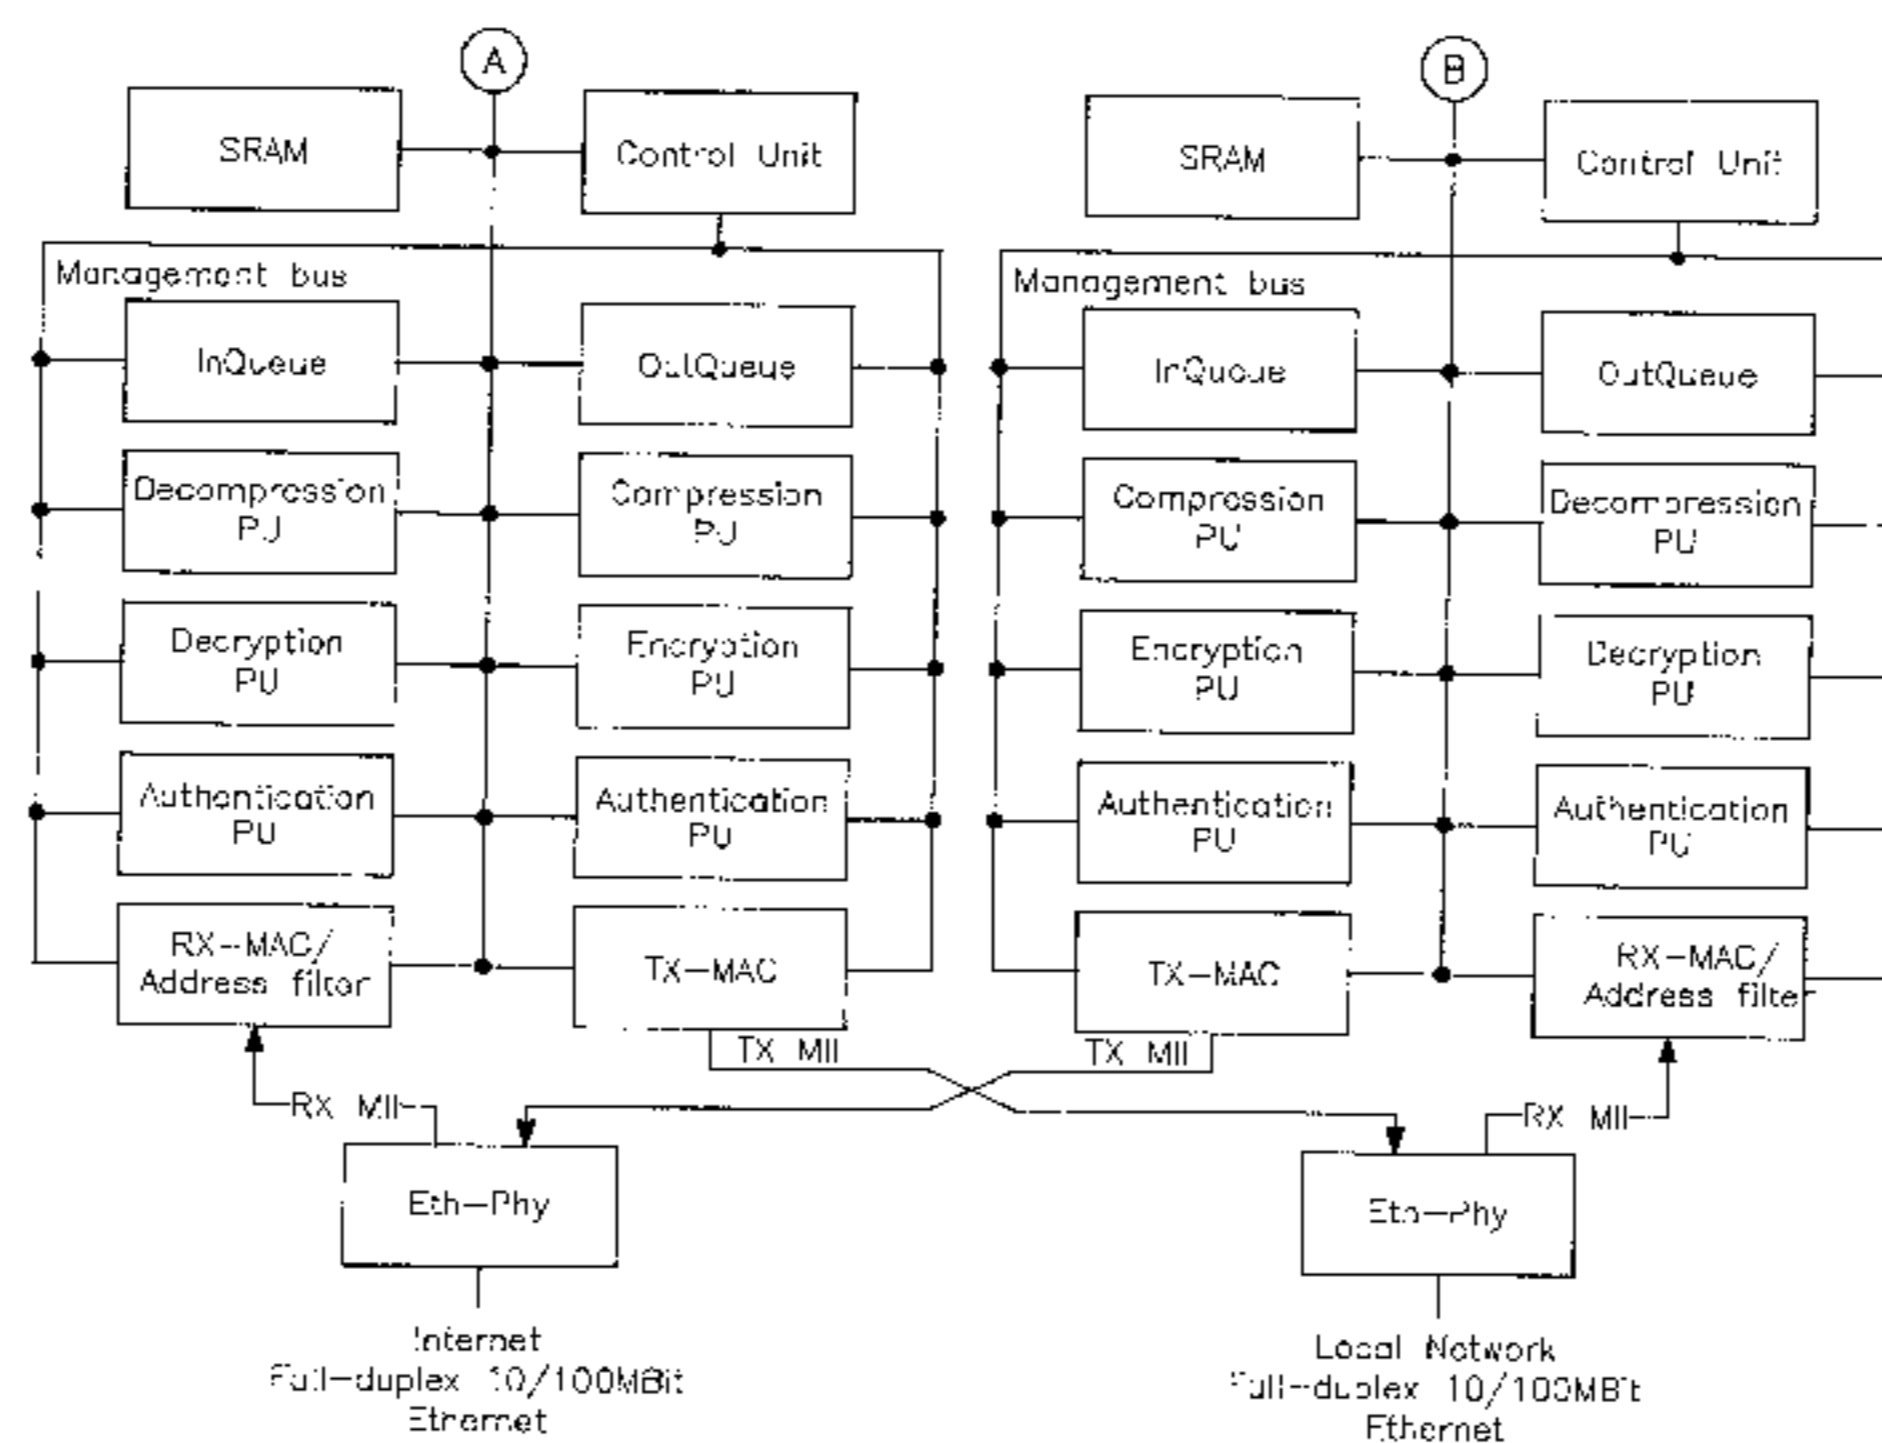 A
B
SRAM
Control Unit
SRAM
Control Unit
Management bus
Management bus
InQueue
OutQueue
InQueue
OutQueue
Decompression
PU
Compression
PU
Compression
PU
Decompression
PU
Decryption
PU
Encryption
PU
Encryption
PU
Decryption
PU
Authentication
PU
Authentication
PU
Authentication
PU
Authentication
PU
RX-MAC/
Address filter
TX-MAC
TX-MAC
RX-MAC/
Address filter
TX MII
TX MII
RX MII
RX MII
Eth-Phy
Eth-Phy
Internet
Full-duplex 10/100MBit
Ethernet
Local Network
Full-duplex 10/100MBit
Ethernet